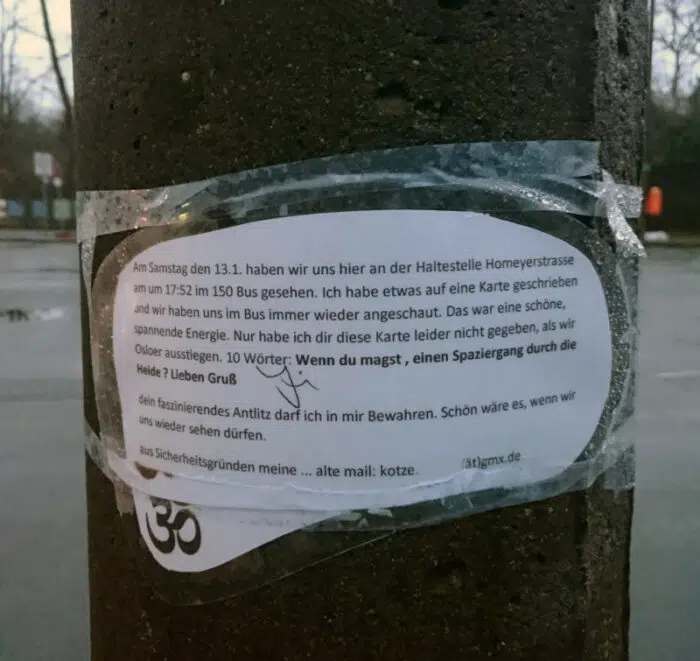 Am Samstag den 13.1. haben wir uns hier an der Haltestelle Homeyerstrasse
am um 17:52 im 150 Bus gesehen. Ich habe etwas auf eine Karte geschrieben
und wir haben uns im Bus immer wieder angeschaut. Das war eine schöne,
spannende Energie. Nur habe ich dir diese Karte leider nicht gegeben, als wir
Osloer ausstiegen. 10 Wörter: Wenn du magst , einen Spaziergang durch die
Heide ? Lieben Gruß
dein faszinierendes Antlitz darf ich in mir Bewahren. Schön wäre es, wenn wir
uns wieder sehen dürfen.
aus Sicherheitsgründen meine ... alte mail: kotze. (ät)gmx.de
ॐ